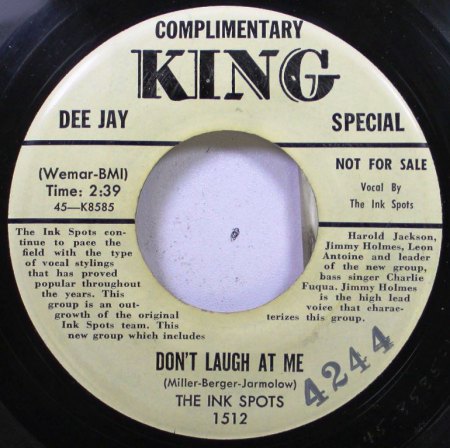 COMPLIMENTARY
KING
DEE JAY
SPECIAL
(Wemar-BMI)
Time: 2:39
45—K8585
NOT FOR SALE
Vocal By
The Ink Spots
The Ink Spots con-
tinue to pace the
field with the type
of vocal stylings
that has proved
popular throughout
the years. This
group is an out-
growth of the original
Ink Spots team. This
new group which includes
Harold Jackson,
Jimmy Holmes, Leon
Antoine and leader
of the new group,
bass singer Charlie
Fuqua. Jimmy Holmes
is the high lead
voice that charac-
terizes this group.
DON'T LAUGH AT ME
(Miller-Berger-Jarmolow)
THE INK SPOTS
1512
4244